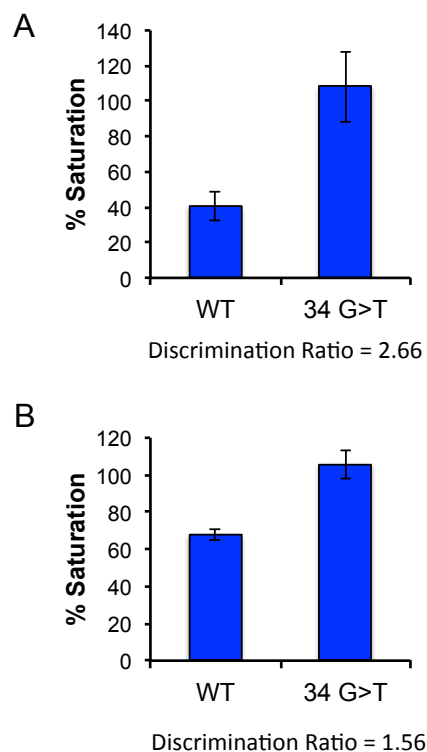 A
% Saturation
140
120
100
80
60
40
20
0
WT 34 G>T
Discrimination Ratio = 2.66
B
% Saturation
120
100
80
60
40
20
0
WT 34 G>T
Discrimination Ratio = 1.56